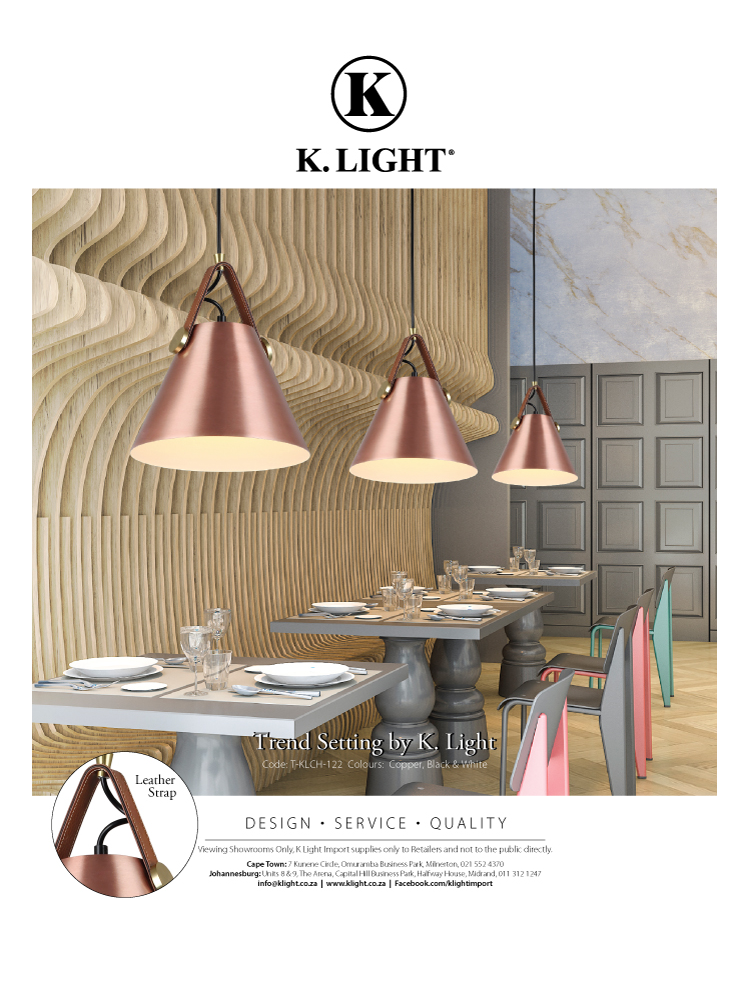 K
K. LIGHT®
Trend Setting by K. Light
Code: T-KLCH-122 Colours: Copper, Black & White
Leather
Strap
DESIGN • SERVICE • QUALITY
Viewing Showrooms Only, K Light Import supplies only to Retailers and not to the public directly.
Cape Town: 7 Kunene Circle, Omuramba Business Park, Milnerton, 021 552 4370
Johannesburg: Units 8 & 9, The Arena, Capital Hill Business Park, Halfway House, Midrand, 011 312 1247
info@klight.co.za | www.klight.co.za | Facebook.com/klightimport